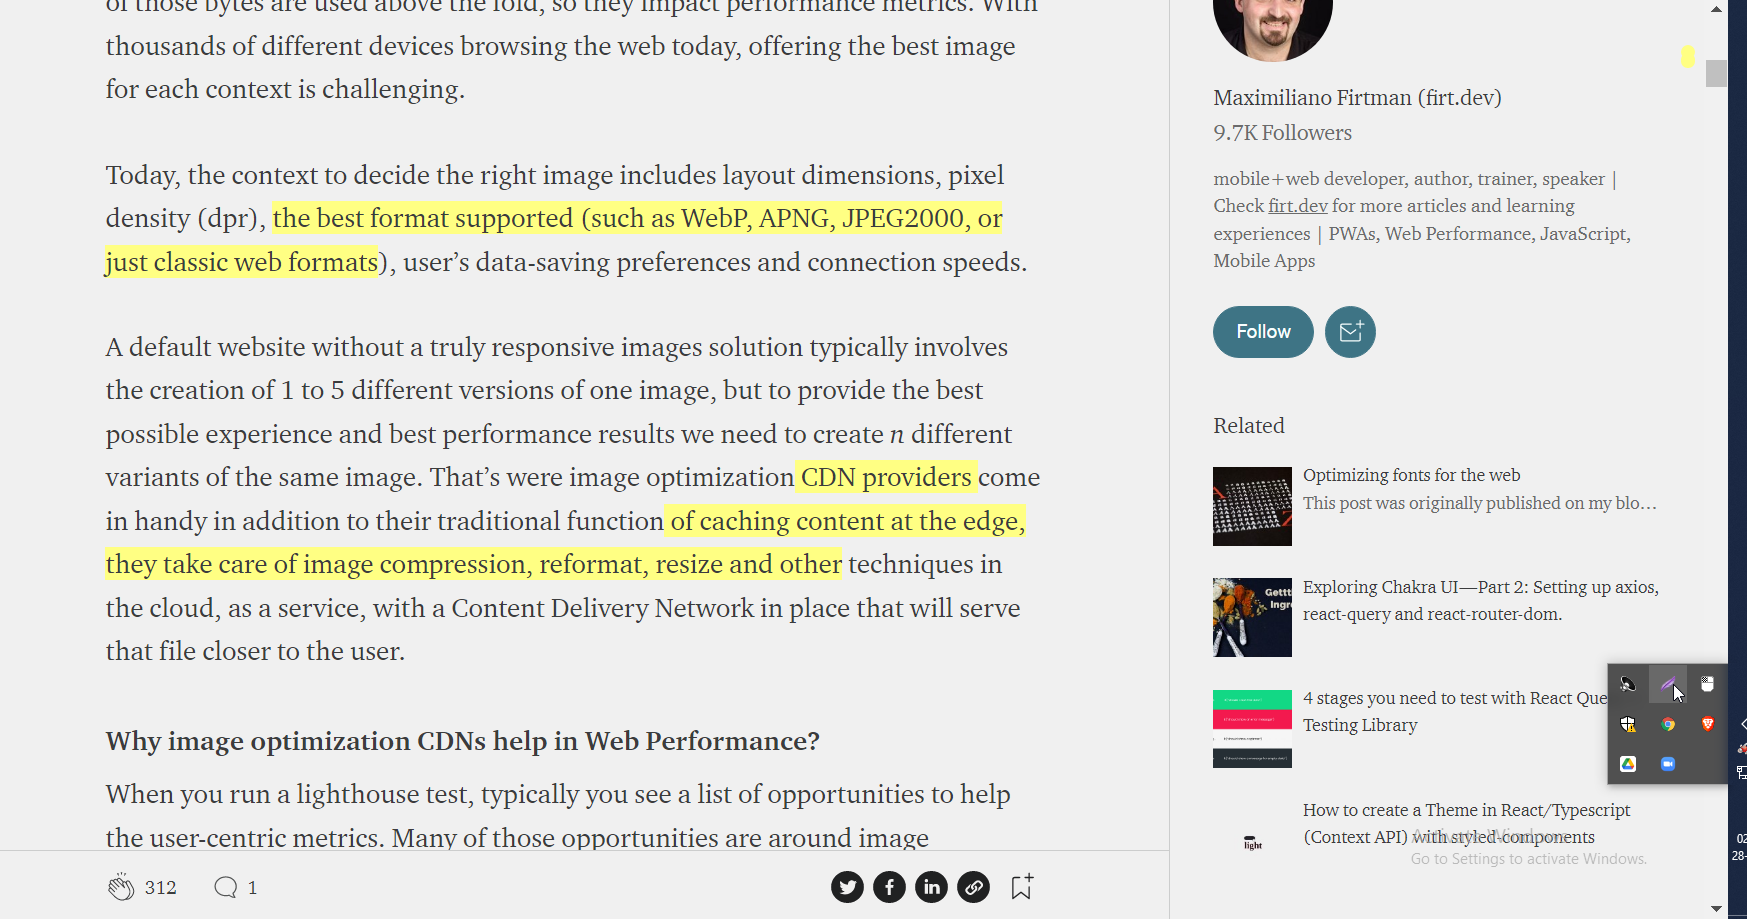 of those bytes are used above the fold, so they impact performance metrics. With
thousands of different devices browsing the web today, offering the best image
for each context is challenging.
Today, the context to decide the right image includes layout dimensions, pixel
density (dpr), the best format supported (such as WebP, APNG, JPEG2000, or
just classic web formats), user’s data-saving preferences and connection speeds.
A default website without a truly responsive images solution typically involves
the creation of 1 to 5 different versions of one image, but to provide the best
possible experience and best performance results we need to create n different
variants of the same image. That’s were image optimization CDN providers come
in handy in addition to their traditional function of caching content at the edge,
they take care of image compression, reformat, resize and other techniques in
the cloud, as a service, with a Content Delivery Network in place that will serve
that file closer to the user.
Why image optimization CDNs help in Web Performance?
When you run a lighthouse test, typically you see a list of opportunities to help
the user-centric metrics. Many of those opportunities are around image
312
1
Maximiliano Firtman (firt.dev)
9.7K Followers
mobile+web developer, author, trainer, speaker |
Check firt.dev for more articles and learning
experiences | PWAs, Web Performance, JavaScript,
Mobile Apps
Follow
Related
Optimizing fonts for the web
This post was originally published on my blo…
Exploring Chakra UI — Part 2: Setting up axios,
react-query and react-router-dom.
4 stages you need to test with React Que
Testing Library
How to create a Theme in React/Typescript
(Context API) with styled-components
light
Activate Windows
Go to Settings to activate Windows.
02
28-